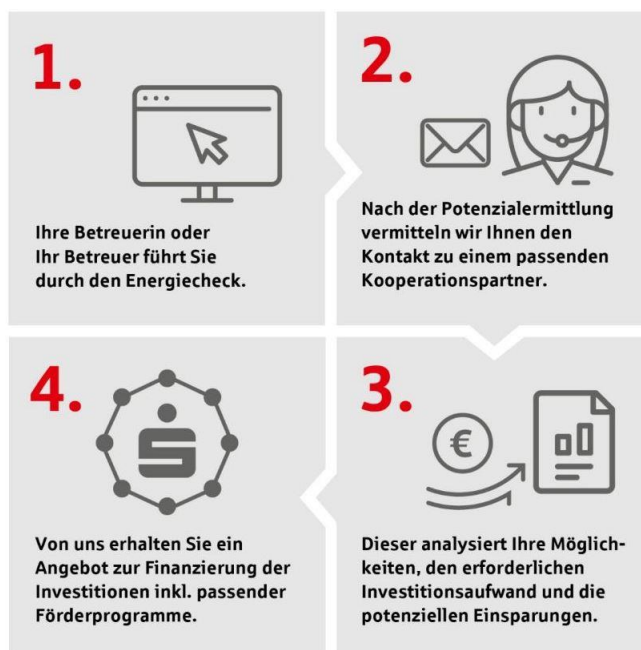 1.
Ihre Betreuerin oder
Ihr Betreuer führt Sie
durch den Energiecheck.
2.
Nach der Potenzialermittlung
vermitteln wir Ihnen den
Kontakt zu einem passenden
Kooperationspartner.
3.
€
Dieser analysiert Ihre Möglich-
keiten, den erforderlichen
Investitionsaufwand und die
potenziellen Einsparungen.
4.
Von uns erhalten Sie ein
Angebot zur Finanzierung der
Investitionen inkl. passender
Förderprogramme.